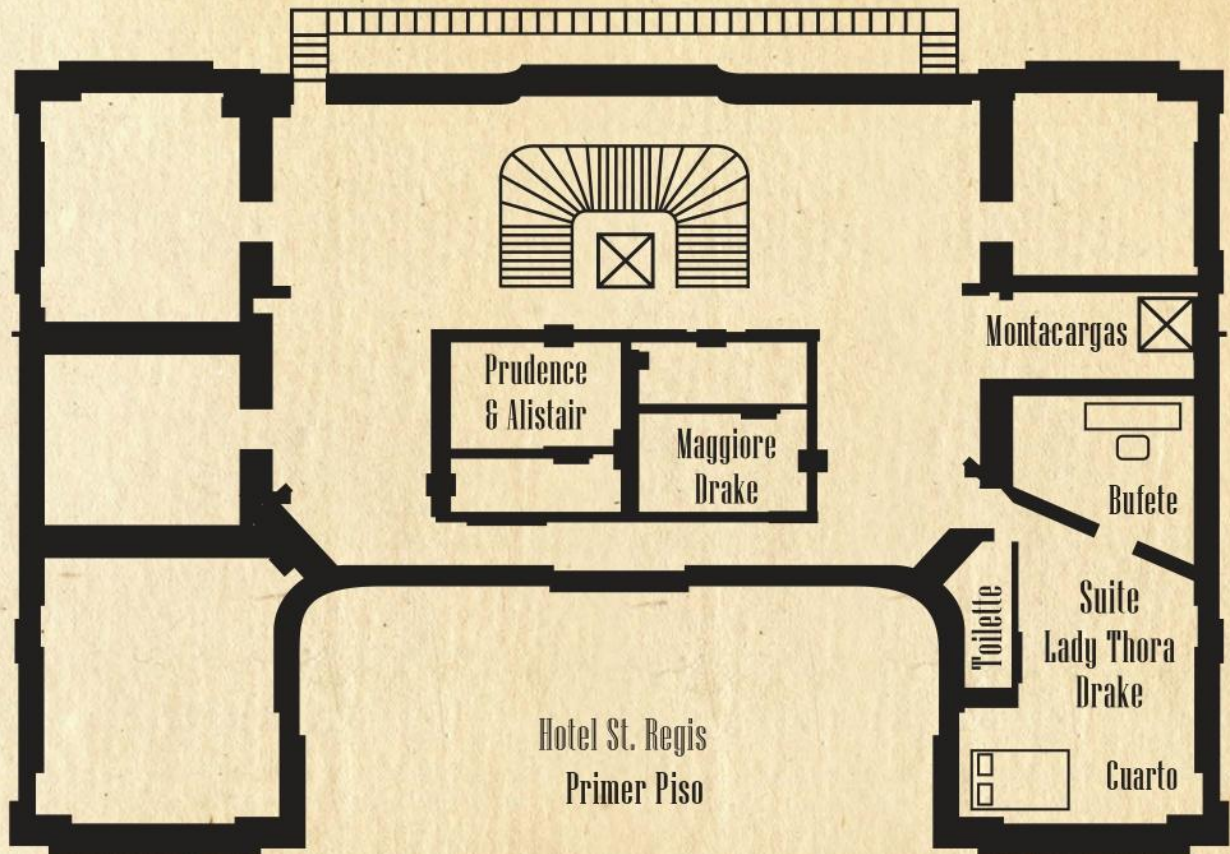 Montacargas
Prudence
& Alistair
Maggiore
Drake
Bufete
Toilette
Suite
Lady Thora
Drake
Cuarto
Hotel St. Regis
Primer Piso